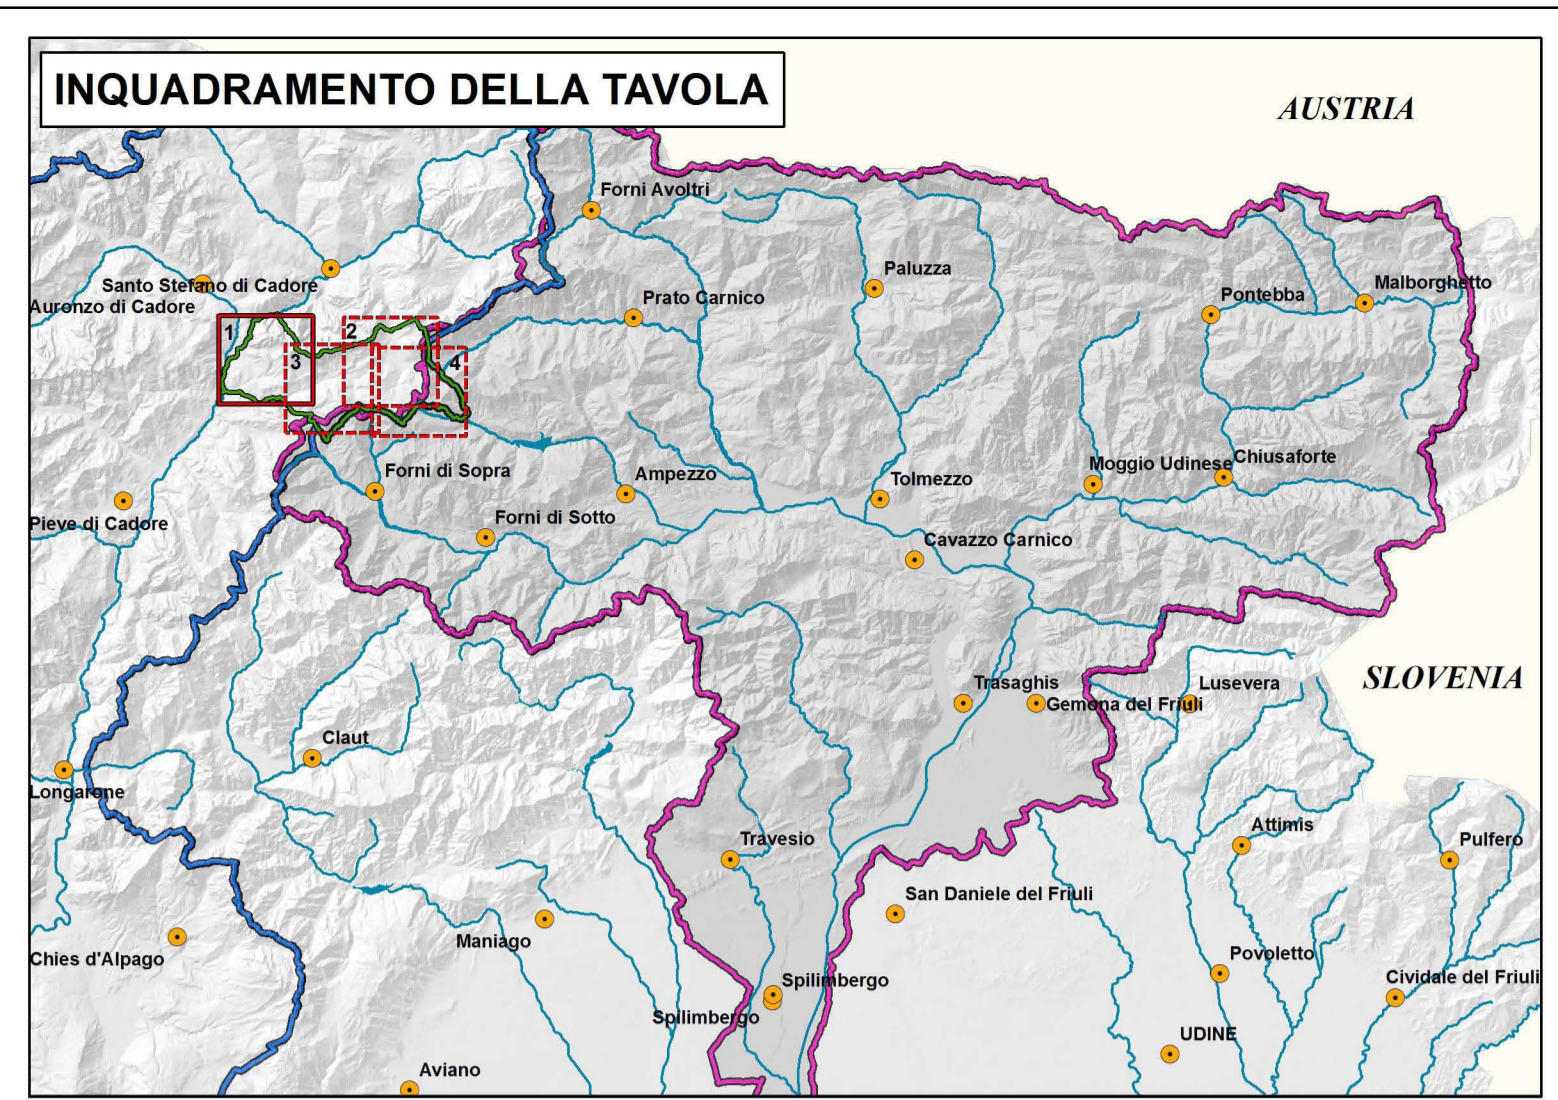 INQUADRAMENTO DELLA TAVOLA
AUSTRIA
Forni Avoltri
Paluzza
Santo Stefano di Cadore
Malborghetto
Prato Carnico
Pontebba
Auronzo di Cadore
1
2
3
4
Chiusaforte
Moggio Udinese
Forni di Sopra
Ampezzo
Tolmezzo
Forni di Sotto
Pieve di Cadore
Cavazzo Carnico
SLOVENIA
Trasaghis
Lusevera
Gemona del Friuli
Claut
Longarone
Attimis
Travesio
Pulfero
San Daniele del Friuli
Maniago
Povoletto
Chies d'Alpago
Cividale del Friuli
Spilimbergo
Spilimbergo
UDINE
Aviano